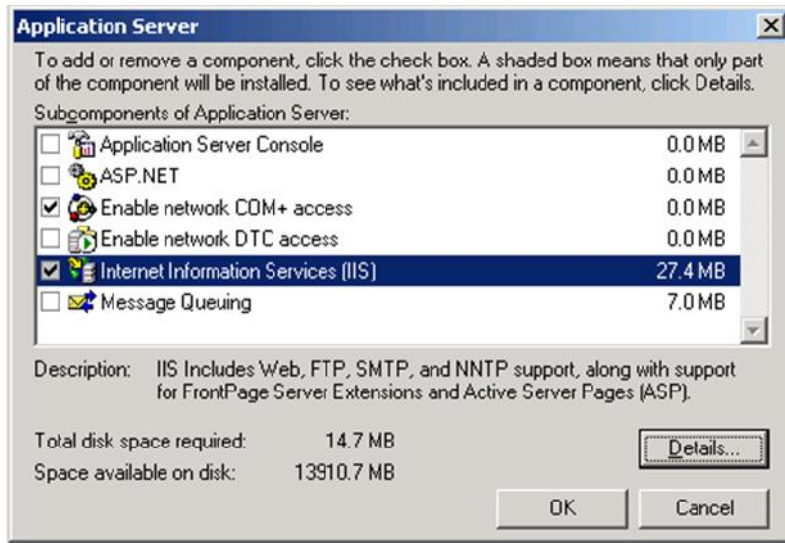 Application Server
To add or remove a component, click the check box. A shaded box means that only part
of the component will be installed. To see what's included in a component, click Details.
Subcomponents of Application Server:
Application Server Console 0.0 MB
ASP.NET 0.0 MB
Enable network COM+ access 0.0 MB
Enable network DTC access 0.0 MB
Internet Information Services (IIS) 27.4 MB
Message Queuing 7.0 MB
Description: IIS Includes Web, FTP, SMTP, and NNTP support, along with support
for FrontPage Server Extensions and Active Server Pages (ASP).
Total disk space required: 14.7 MB
Space available on disk: 13910.7 MB
Details...
OK Cancel